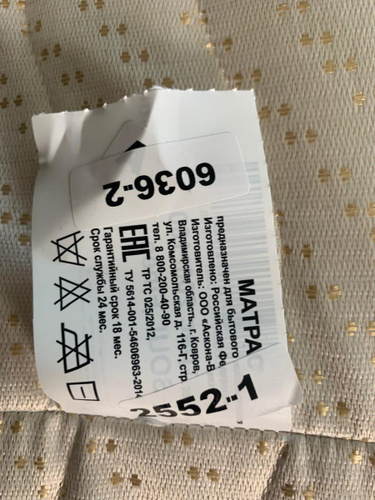 МАТРА
предназначен для бытового
Изготовлено: Российская Фе
Изготовитель: ООО «Аскона-В
Владимирская область, г. Ковров,
ул. Комсомольская д. 116-Г, стр
тел. 8 800-200-40-90
ЕАС ТР ТС 025/2012,
ТУ 5614-001-54606963-2014
Гарантийный срок 18 мес.
Срок службы 24 мес.
6036-2
2552-1